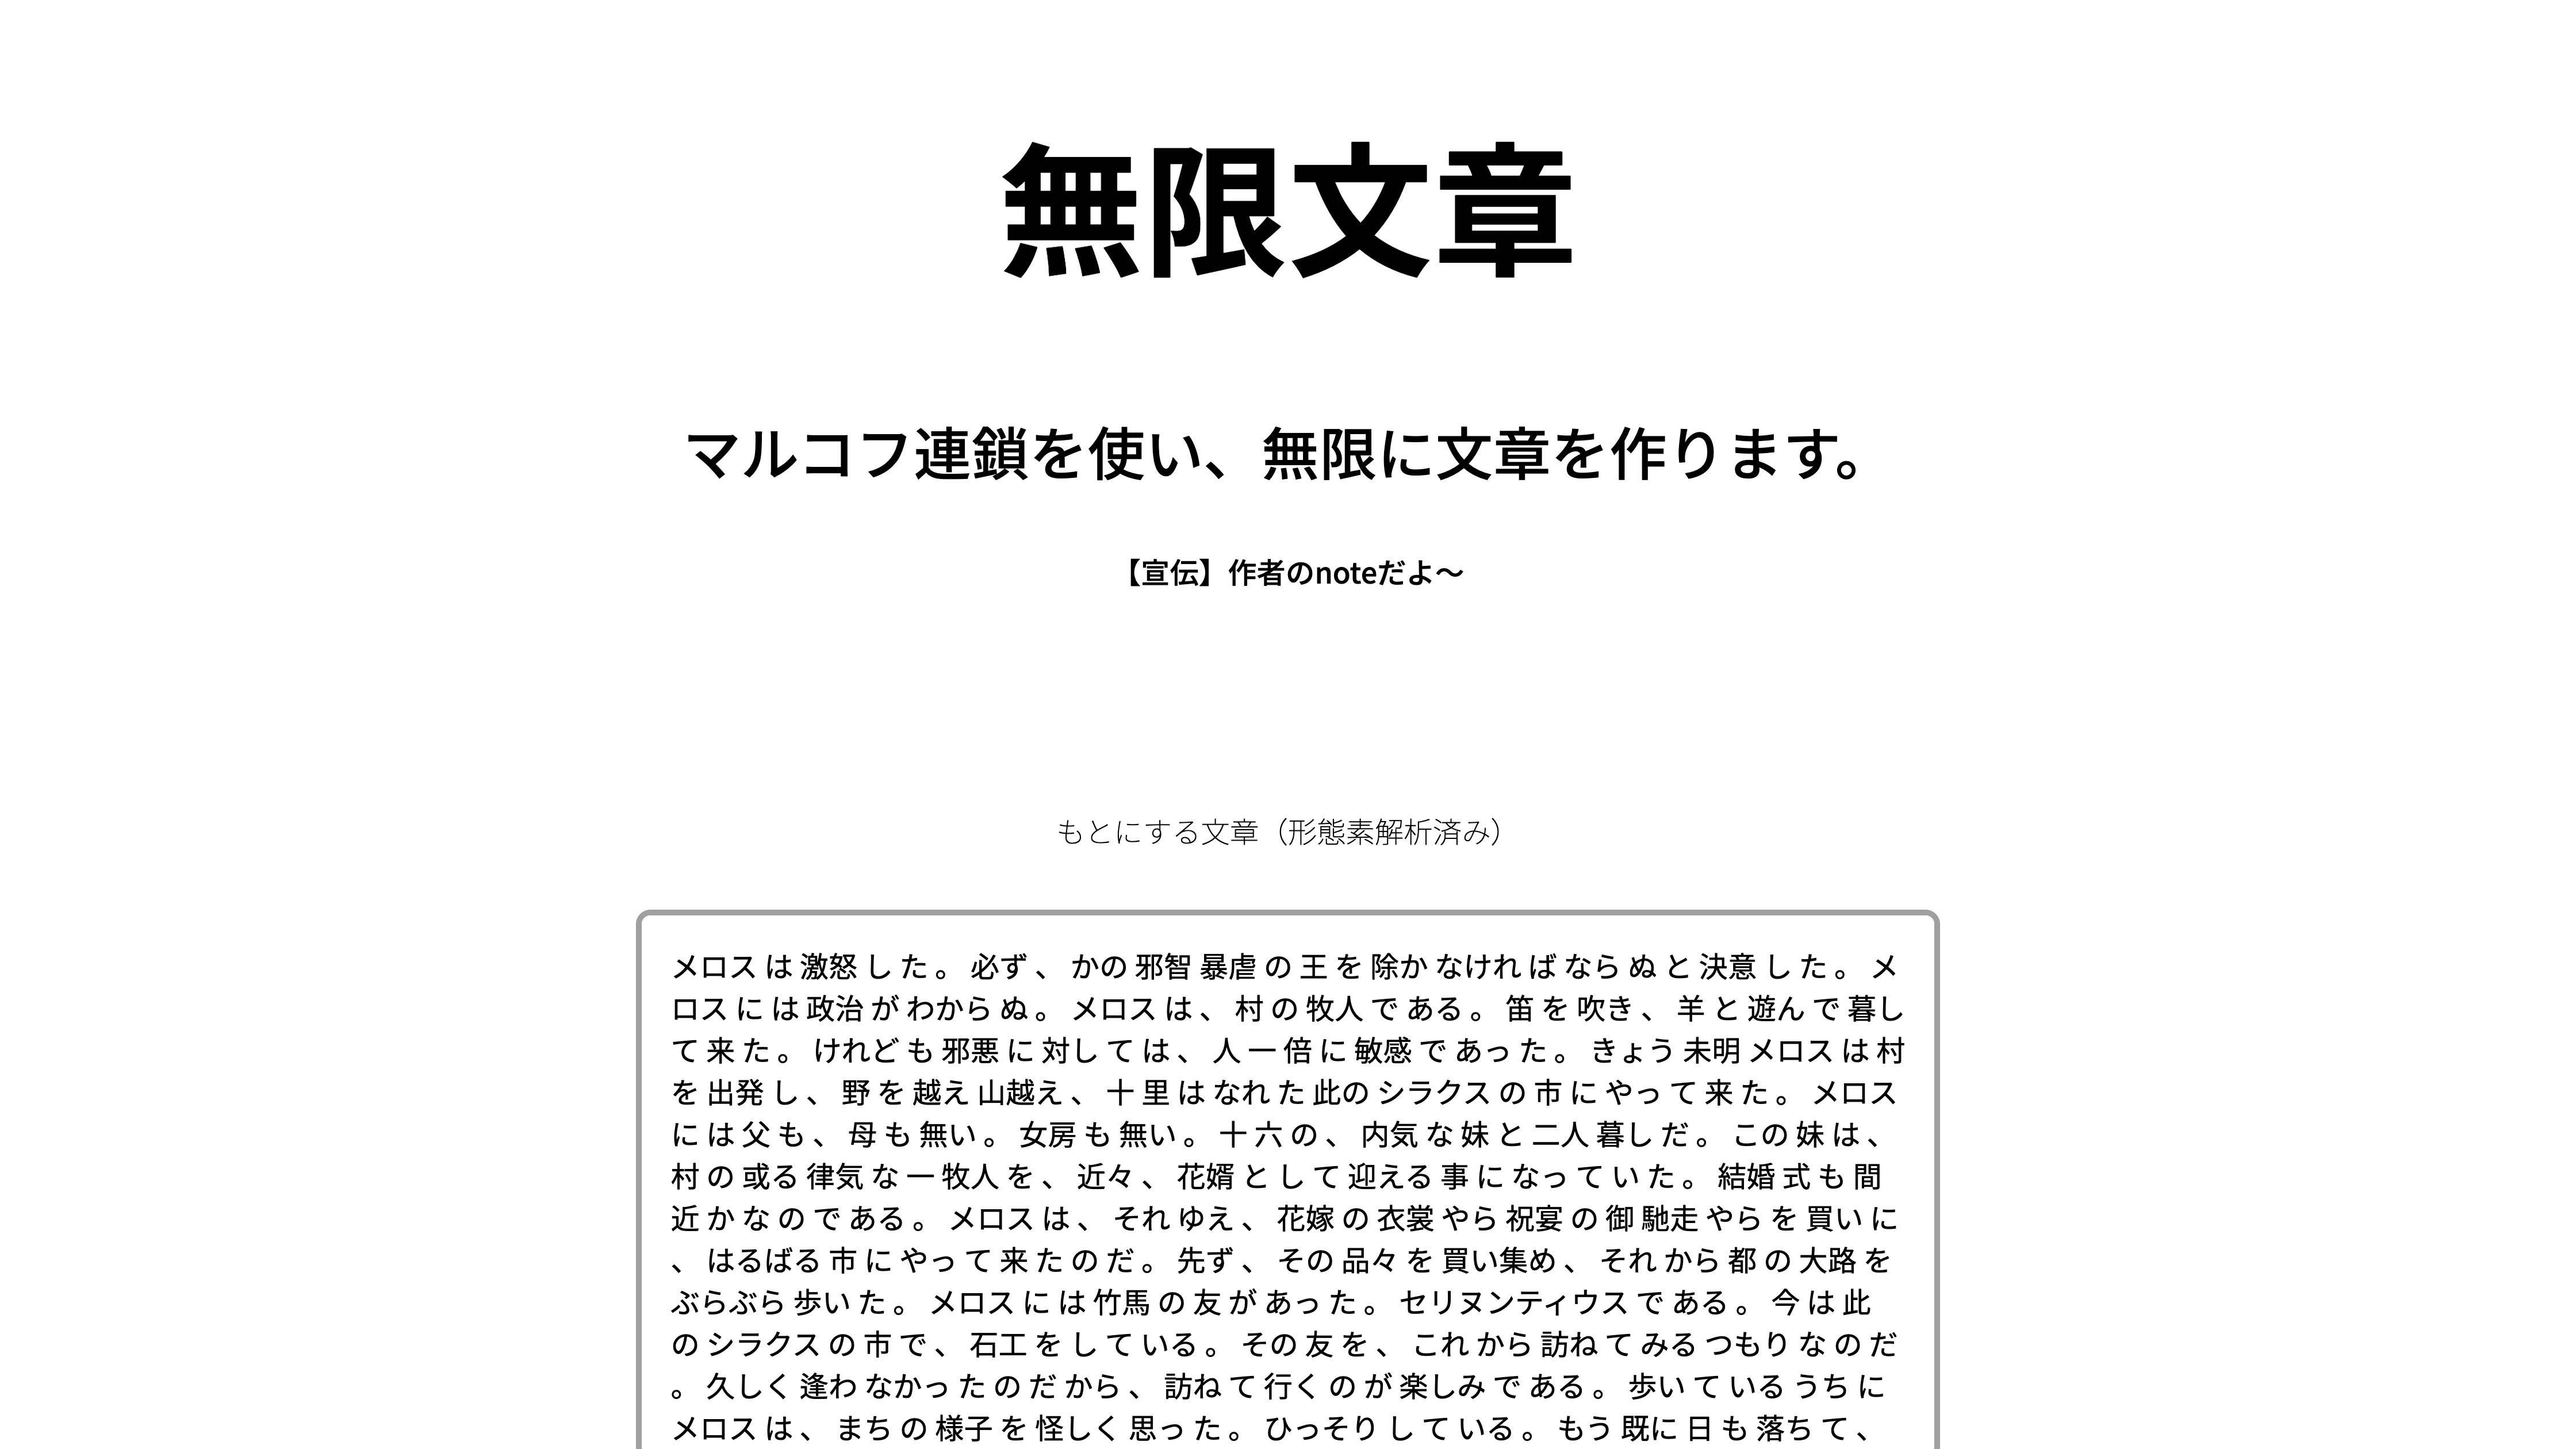 無限文章
マルコフ連鎖を使い、無限に文章を作ります。
【宣伝】作者のnoteだよ〜
もとにする文章（形態素解析済み）
メロス は 激怒 し た 。 必ず 、 かの 邪智 暴虐 の 王 を 除か なけれ ば なら ぬ と 決意 し た 。 メ
ロス に は 政治 が わから ぬ 。 メロス は 、 村 の 牧人 で ある 。 笛 を 吹き 、 羊 と 遊ん で 暮し
て 来 た 。 けれど も 邪悪 に 対し て は 、 人 一 倍 に 敏感 で あっ た 。 きょう 未明 メロス は 村
を 出発 し 、 野 を 越え 山越え 、 十 里 は なれ た 此の シラクス の 市 に やっ て 来 た 。 メロス
に は 父 も 、 母 も 無い 。 女房 も 無い 。 十 六 の 、 内気 な 妹 と 二人 暮し だ 。 この 妹 は 、
村 の 或る 律気 な 一 牧人 を 、 近々 、 花婿 と し て 迎える 事 に なっ て い た 。 結婚 式 も 間
近 か な の で ある 。 メロス は 、 それ ゆえ 、 花嫁 の 衣裳 やら 祝宴 の 御 馳走 やら を 買い に
、 はるばる 市 に やっ て 来 た の だ 。 先ず 、 その 品々 を 買い集め 、 それ から 都 の 大路 を
ぶらぶら 歩い た 。 メロス に は 竹馬 の 友 が あっ た 。 セリヌンティウス で ある 。 今 は 此
の シラクス の 市 で 、 石工 を し て いる 。 その 友 を 、 これ から 訪ね て みる つもり な の だ
。 久しく 逢わ なかっ た の だ から 、 訪ね て 行く の が 楽しみ で ある 。 歩い て いる うち に
メロス は 、 まち の 様子 を 怪しく 思っ た 。 ひっそり し て いる 。 もう 既に 日 も 落ち て 、